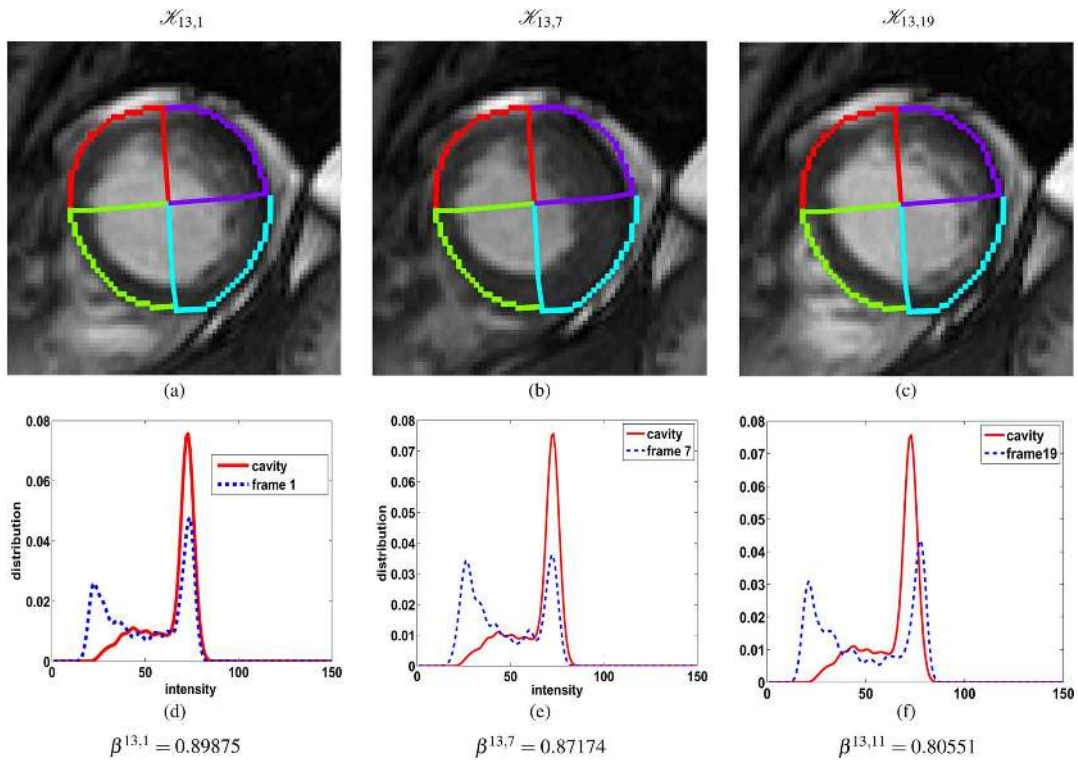 𝒦13,1
𝒦13,7
𝒦13,19
(a)
(b)
(c)
0.08
0.06
0.04
0.02
0
distribution
cavity
frame 1
0
50
100
150
intensity
(d)
β13,1 = 0.89875
0.08
0.07
0.06
0.05
0.04
0.03
0.02
0.01
0
distribution
cavity
frame 7
0
50
100
150
intensity
(e)
β13,7 = 0.87174
0.08
0.07
0.06
0.05
0.04
0.03
0.02
0.01
0
cavity
frame19
0
50
100
150
(f)
β13,11 = 0.80551